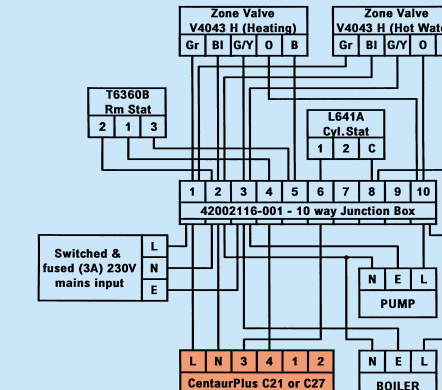 Zone Valve
V4043 H (Heating)
Gr Bl G/Y O B
Zone Valve
V4043 H (Hot
Gr Bl G/Y O
T6360B
Rm Stat
2 1 3
L641A
Cyl.Stat
1 2 C
1 2 3 4 5 6 7 8 9 10
42002116-001 - 10 way Junction Box
Switched &
fused (3A) 230V
mains input
L
N
E
N E L
PUMP
L N 3 4 1 2
CentaurPlus C21 or C27
N E L
BOILER